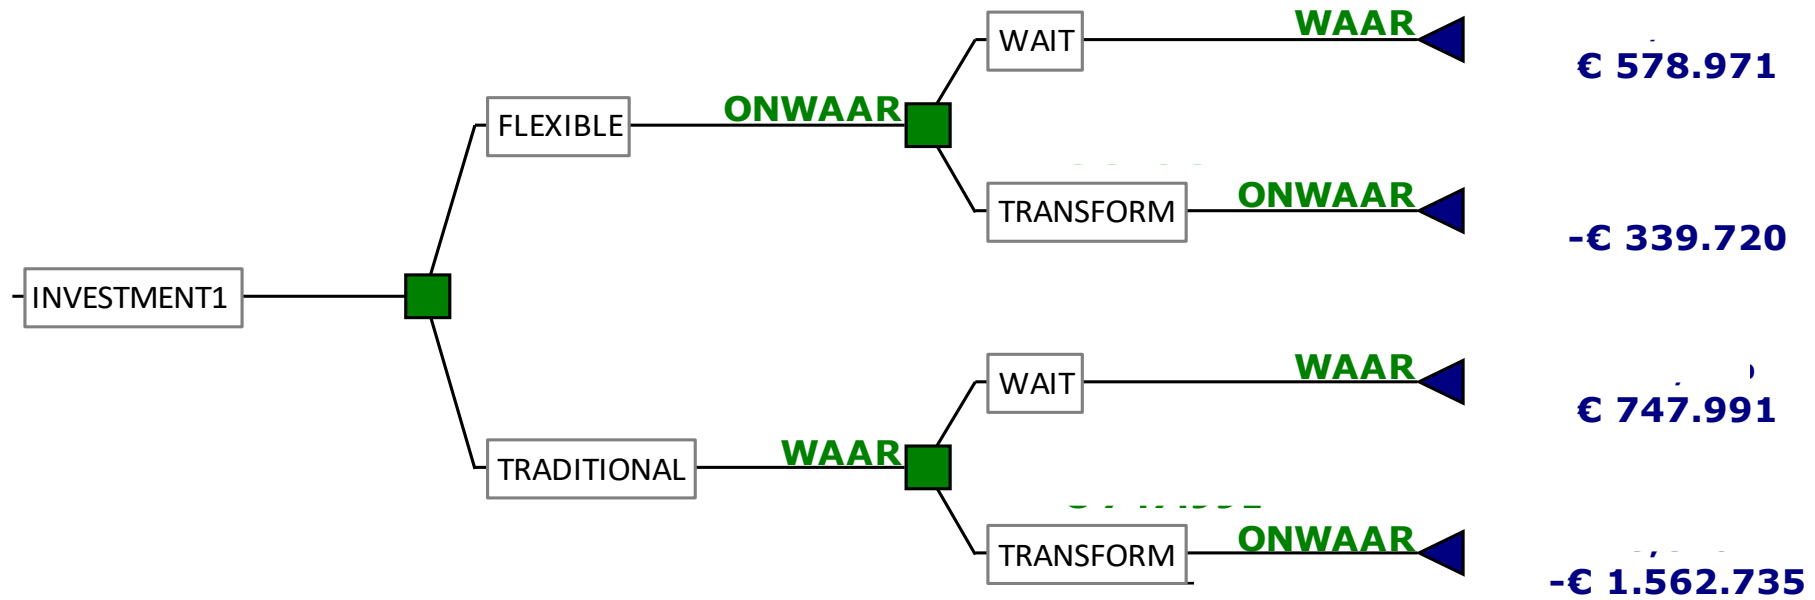 WAIT
WAAR
€ 578.971
FLEXIBLE
ONWAAR
TRANSFORM
ONWAAR
-€ 339.720
INVESTMENT1
WAIT
WAAR
€ 747.991
TRADITIONAL
WAAR
TRANSFORM
ONWAAR
-€ 1.562.735